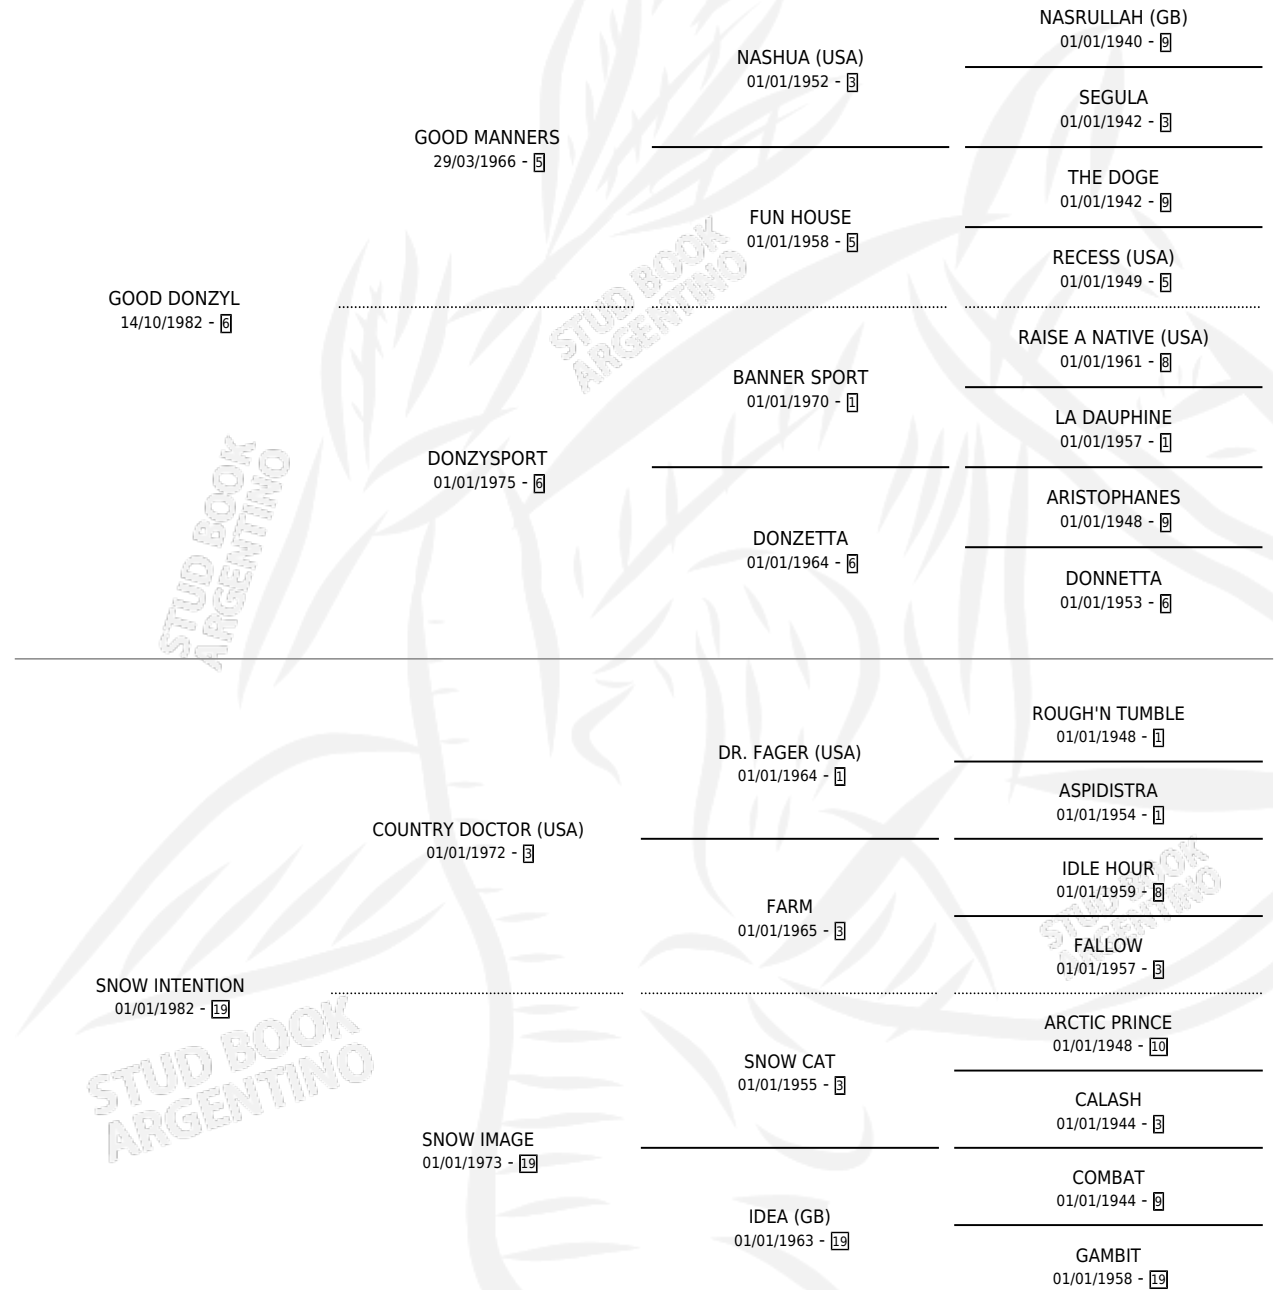 NASRULLAH (GB)
01/01/1940 - 9
NASHUA (USA)
01/01/1952 - 3
SEGULA
01/01/1942 - 3
GOOD MANNERS
29/03/1966 - 5
THE DOGE
01/01/1942 - 9
FUN HOUSE
01/01/1958 - 5
RECESS (USA)
01/01/1949 - 5
GOOD DONZYL
14/10/1982 - 6
RAISE A NATIVE (USA)
01/01/1961 - 8
BANNER SPORT
01/01/1970 - 1
LA DAUPHINE
01/01/1957 - 1
DONZYSPORT
01/01/1975 - 6
ARISTOPHANES
01/01/1948 - 9
DONZETTA
01/01/1964 - 6
DONNETTA
01/01/1953 - 6
ROUGH'N TUMBLE
01/01/1948 - 1
DR. FAGER (USA)
01/01/1964 - 1
ASPIDISTRA
01/01/1954 - 1
COUNTRY DOCTOR (USA)
01/01/1972 - 3
IDLE HOUR
01/01/1959 - 8
FARM
01/01/1965 - 3
FALLOW
01/01/1957 - 3
SNOW INTENTION
01/01/1982 - 19
ARCTIC PRINCE
01/01/1948 - 10
SNOW CAT
01/01/1955 - 3
CALASH
01/01/1944 - 3
SNOW IMAGE
01/01/1973 - 19
COMBAT
01/01/1944 - 9
IDEA (GB)
01/01/1963 - 19
GAMBIT
01/01/1958 - 19
STUD BOOK
ARGENTINO
STUD BOOK
ARGENTINO
STUD BOOK
ARGENTINO
STUD BOOK
ARGENTINO